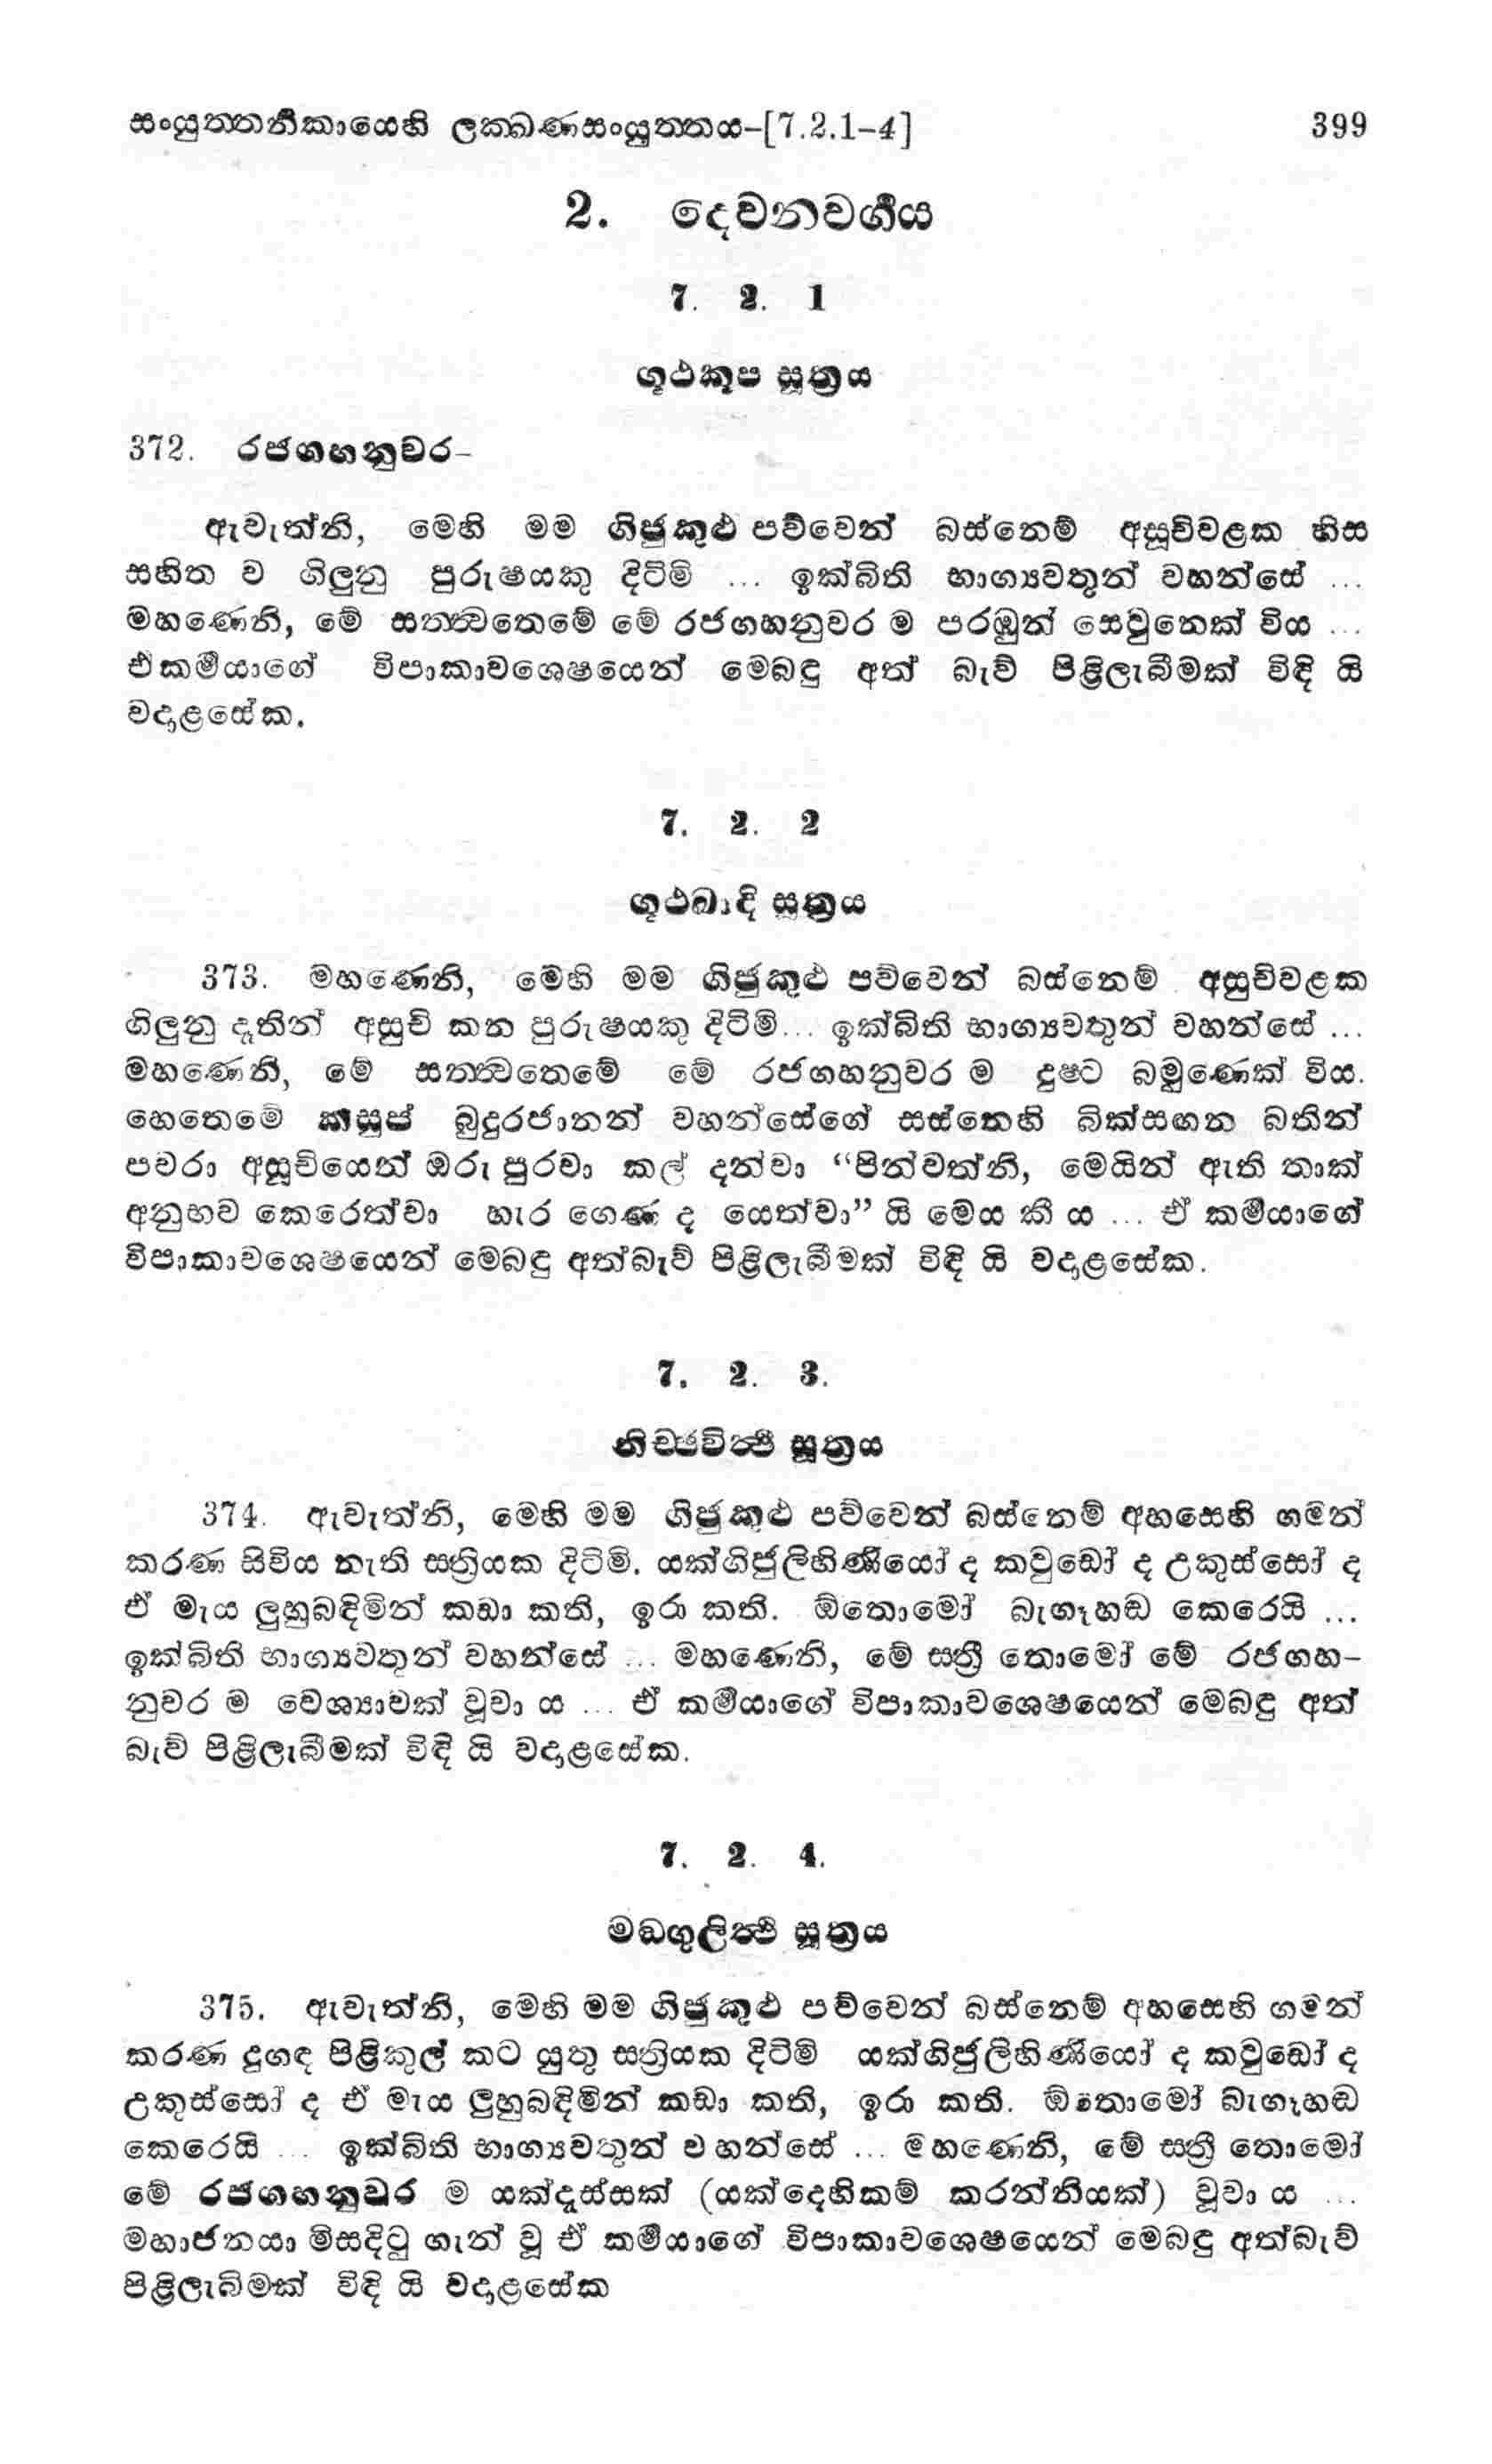 සංයුත්තනිකායෙහි ලක්ඛණසංයුත්තය-[7.2.1-4] 399
2. දෙවනවර්‍ගය
7. 2. 1
ගූථකූප සූත්‍රය
372. රජගහනුවර-
ඇවැත්නි, මෙහි මම ගිජුකුළු පව්වෙන් බස්නෙම් අසූචිවළක හිස
සහිත ව ගිලුනු පුරුෂයකු දිටිමි ... ඉක්බිති භාග්‍යවතුන් වහන්සේ ...
මහණෙනි, මේ සත්ත්‍වතෙමේ මේ රජගහනුවර ම පරඹුන් සෙවුනෙක් විය ...
එකර්‍මයාගේ විපාකාවශෙෂයෙන් මෙබඳු අත් බැව් පිළිලැබීමක් විඳි යි
වදාළසේක.
7. 2. 2
ගූථඛාදි සූත්‍රය
373. මහණෙනි, මෙහි මම ගිජුකුළු පව්වෙන් බස්නෙම් අසුචිවළක
ගිලුනු දෑතින් අසුචි කන පුරුෂයකු දිටිමි... ඉක්බිති භාග්‍යවතුන් වහන්සේ ...
මහණෙනි, මේ සත්ත්‍වතෙමේ මේ රජගහනුවර ම දුෂ්ට බමුණෙක් විය.
හෙතෙමේ කසුප් බුදුරජානන් වහන්සේගේ සස්නෙහි බික්සඟන බතින්
පවරා අසූචියෙන් ඔරු පුරවා කල් දන්වා “පින්වත්නි, මෙයින් ඇති තාක්
අනුභව කෙරෙත්වා හැර ගෙණ ද යෙත්වා” යි මෙය කී ය ... ඒ කර්‍මයාගේ
විපාකාවශෙෂයෙන් මෙබඳු අත්බැව් පිළිලැබීමක් විඳි යි වදාළසේක.
7. 2. 3.
නිච්ඡවිත්‍ථි සූත්‍රය
374. ඇවැත්නි, මෙහි මම ගිජුකුළු පව්වෙන් බස්නෙම් අහසෙහි ගමන්
කරණ සිවිය නැති සත්‍රියක දිටිමි. යක්ගිජුලිහිණියෝ ද කවුඩෝ ද උකුස්සෝ ද
ඒ මැය ලුහුබඳිමින් කඩා කති, ඉරා කති. ඕතොමෝ බැගෑහඬ කෙරෙයි ...
ඉක්බිති භාග්‍යවතුන් වහන්සේ ... මහණෙනි, මේ සත්‍රී තොමෝ මේ රජගහ-
නුවර ම වෙශ්‍යාවක් වූවා ය ... ඒ කර්‍මයාගේ විපාකාවශෙෂයෙන් මෙබඳු අත්
බැව් පිළිලැබීමක් විඳි යි වදාළසේක.
7. 2. 4.
මඞගුලිත්‍ථි සූත්‍රය
375. ඇවැත්නි, මෙහි මම ගිජුකුළු පව්වෙන් බස්නෙම් අහසෙහි ගමන්
කරණ දුගඳ පිළිකුල් කට යුතු සත්‍රියක දිටිමි යක්ගිජුලිහිණියෝ ද කවුඩෝ ද
උකුස්සෝ ද ඒ මැය ලුහුබඳිමින් කඩා කති, ඉරා කති. ඕතොමෝ බැගෑහඬ
කෙරෙයි ... ඉක්බිති භාග්‍යවතුන් වහන්සේ ... මහණෙනි, මේ සත්‍රී තොමෝ
මේ රජගහනුවර ම යක්දැස්සක් (යක්දෙහිකම් කරන්නියක්) වූවා ය ...
මහාජනයා මිසදිටු ගැන් වූ ඒ කර්‍මයාගේ විපාකාවශෙෂයෙන් මෙබඳු අත්බැව්
පිළිලැබිමක් විඳි යි වදාළසේක